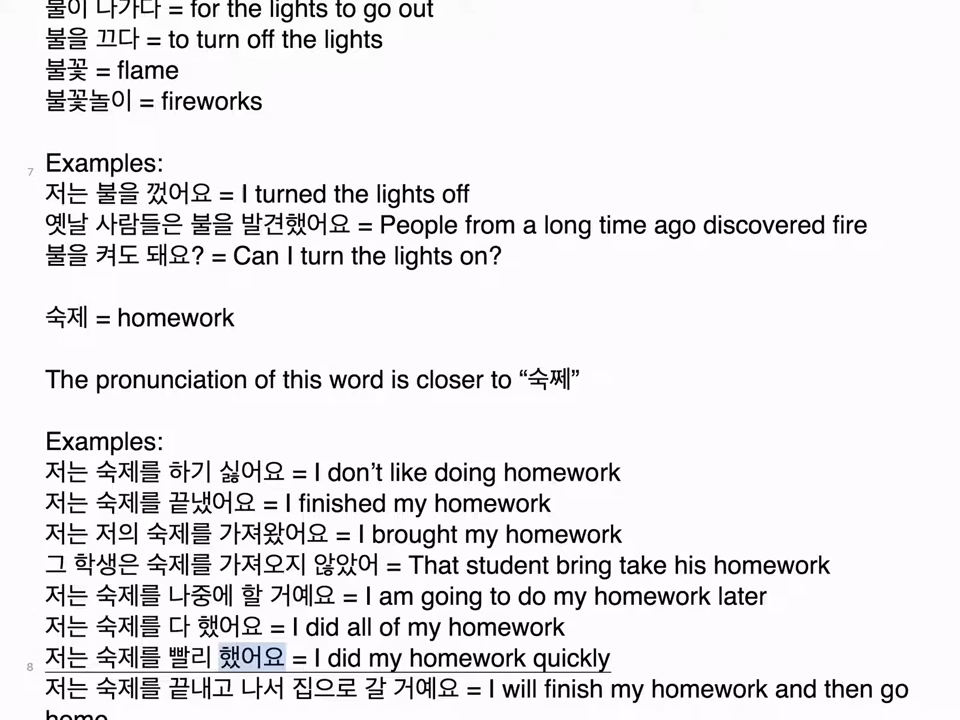 불이 나가다 = for the lights to go out
불을 끄다 = to turn off the lights
불꽃 = flame
불꽃놀이 = fireworks
7
Examples:
저는 불을 껐어요 = I turned the lights off
옛날 사람들은 불을 발견했어요 = People from a long time ago discovered fire
불을 켜도 돼요? = Can I turn the lights on?
숙제 = homework
The pronunciation of this word is closer to “숙쩨”
Examples:
저는 숙제를 하기 싫어요 = I don’t like doing homework
저는 숙제를 끝냈어요 = I finished my homework
저는 저의 숙제를 가져왔어요 = I brought my homework
그 학생은 숙제를 가져오지 않았어 = That student bring take his homework
저는 숙제를 나중에 할 거예요 = I am going to do my homework later
저는 숙제를 다 했어요 = I did all of my homework
8 저는 숙제를 빨리 했어요 = I did my homework quickly
저는 숙제를 끝내고 나서 집으로 갈 거예요 = I will finish my homework and then go
home